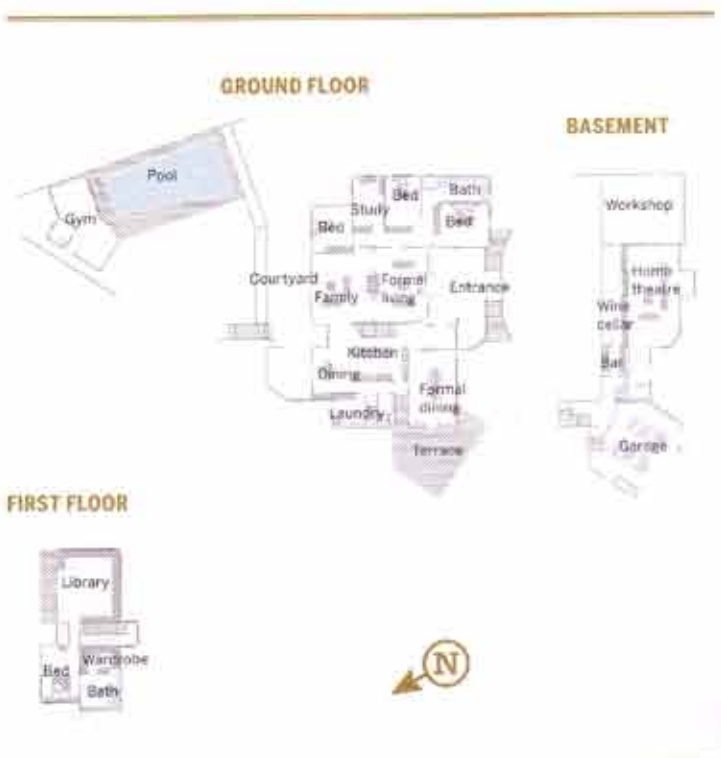 GROUND FLOOR
Pool
Gym
Bed
Study
Bed
Bath
Bed
Courtyard
Family
Formal
living
Entrance
Kitchen
Dining
Formal
dining
Laundry
Terrace
BASEMENT
Workshop
Home
theatre
Wine
cellar
Bar
Garage
FIRST FLOOR
Library
Bed
Wardrobe
Bath
N